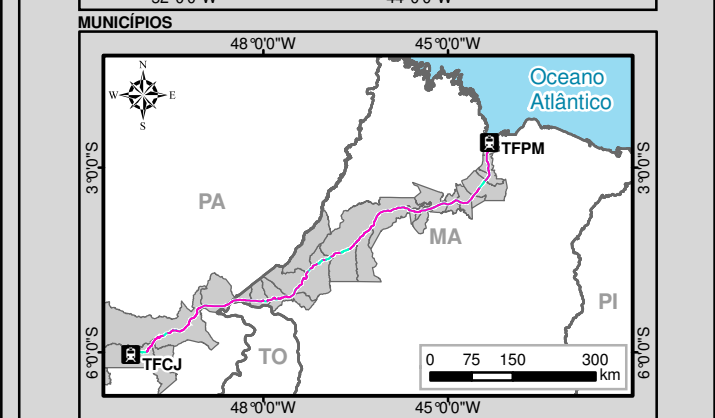 MUNICÍPIOS
48°0'0"W 45°0'0"W
N
W E
S
Oceano
Atlântico
TFPM
3°0'0"S 3°0'0"S
PA
MA
PI
6°0'0"S 6°0'0"S
TFCJ
TO
0 75 150 300
km
48°0'0"W 45°0'0"W